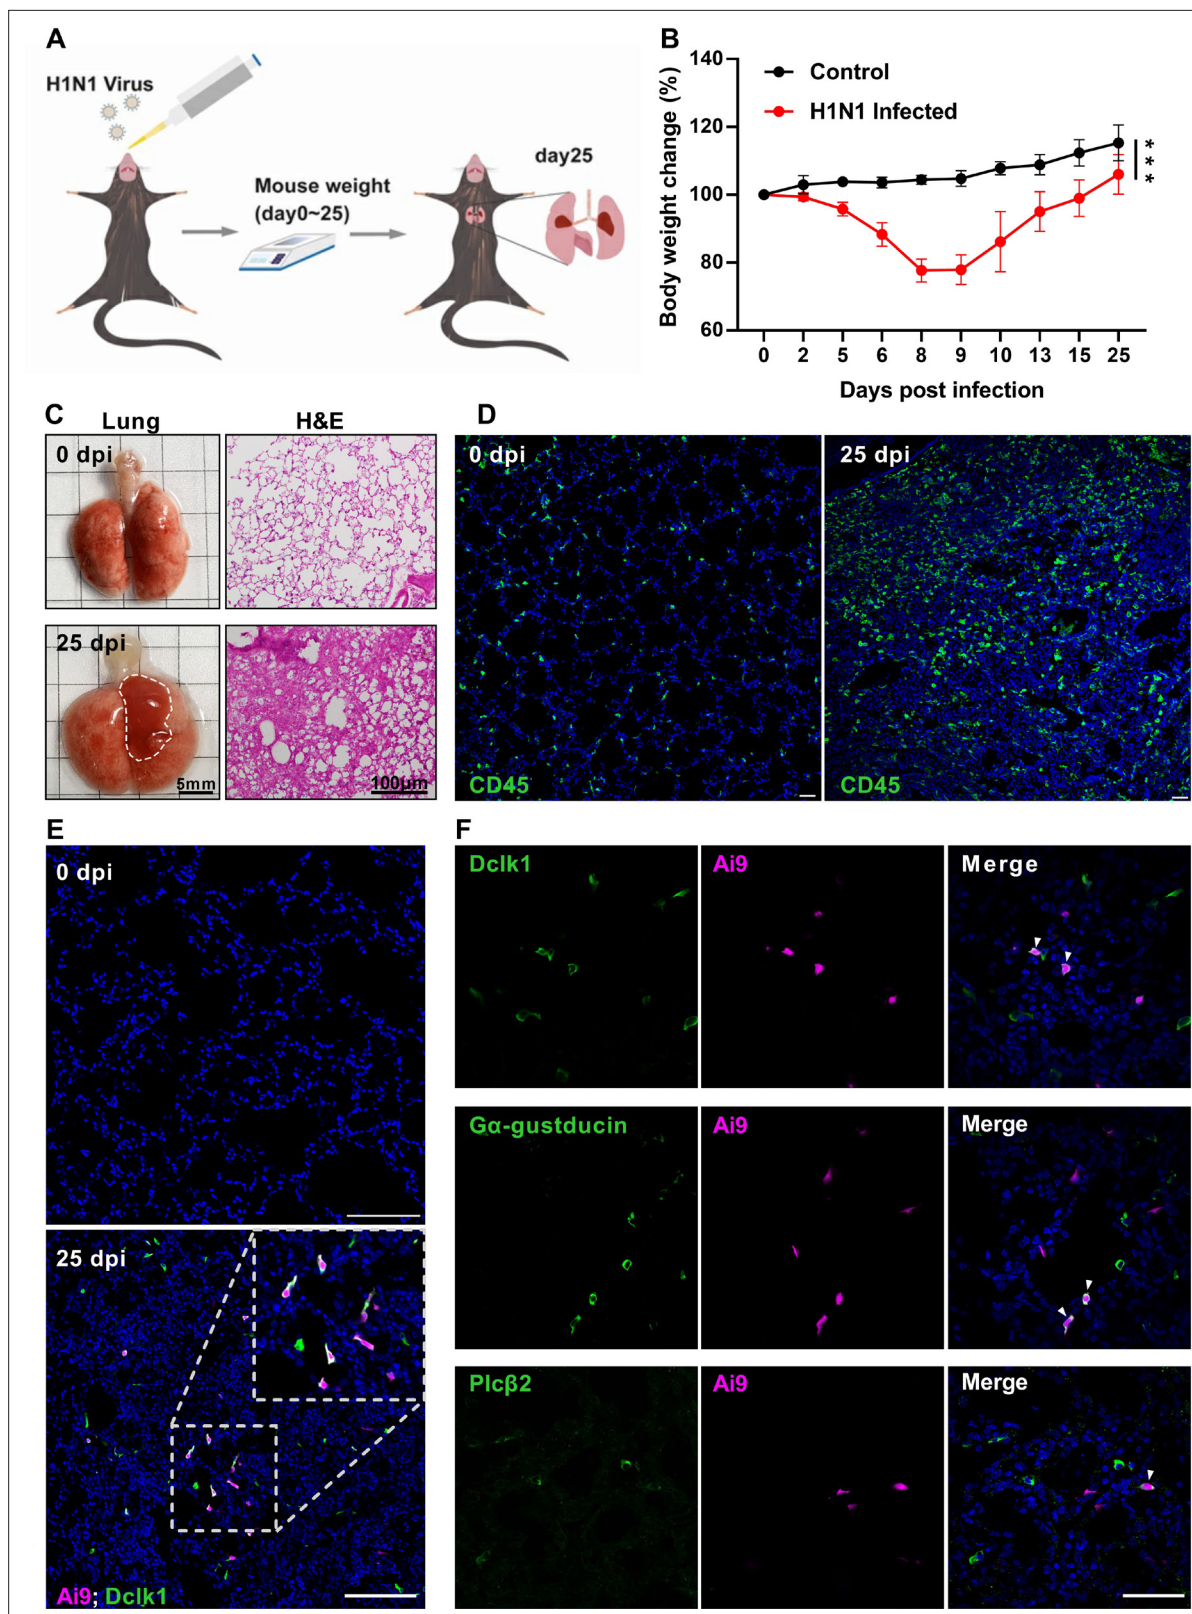 A
H1N1 Virus
Mouse weight
(day0~25)
day25
B
Body weight change (%)
140
120
100
80
60
Control
H1N1 Infected
***
0 2 5 6 8 9 10 13 15 25
Days post infection
C
Lung
H&E
0 dpi
25 dpi
5mm
100μm
D
0 dpi
25 dpi
CD45
CD45
E
0 dpi
25 dpi
Ai9; Dclk1
F
Dclk1
Ai9
Merge
Gα-gustducin
Ai9
Merge
Plcβ2
Ai9
Merge